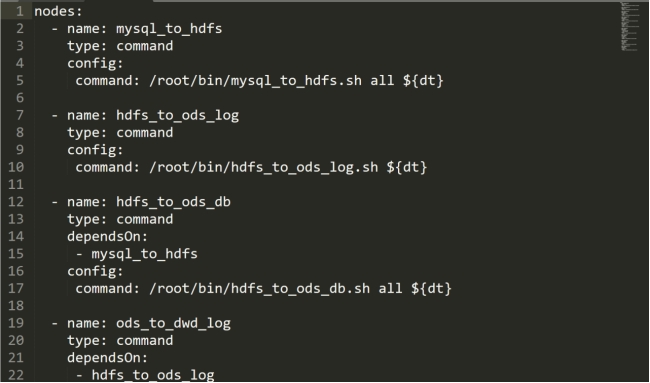 1 nodes:
2   - name: mysql_to_hdfs
3     type: command
4     config:
5      command: /root/bin/mysql_to_hdfs.sh all ${dt}
6
7   - name: hdfs_to_ods_log
8     type: command
9     config:
10      command: /root/bin/hdfs_to_ods_log.sh ${dt}
11
12   - name: hdfs_to_ods_db
13     type: command
14     dependsOn:
15      - mysql_to_hdfs
16     config:
17      command: /root/bin/hdfs_to_ods_db.sh all ${dt}
18
19   - name: ods_to_dwd_log
20     type: command
21     dependsOn:
22      - hdfs_to_ods_log